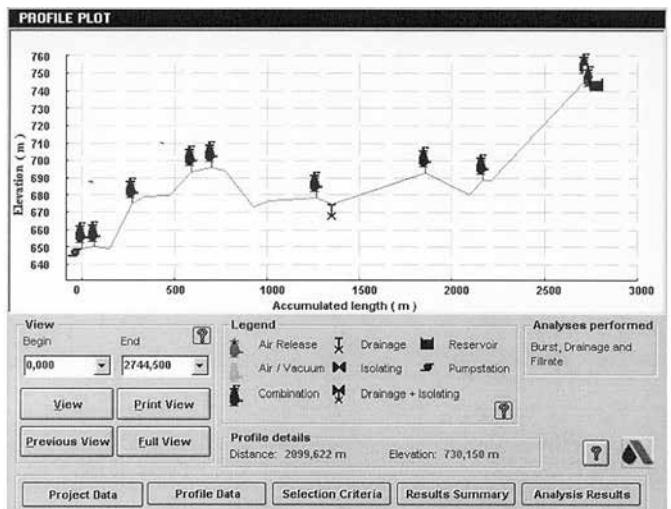 PROFILE PLOT
Elevation ( m )
760
750
740
730
720
710
700
690
680
670
660
650
640
0 500 1000 1500 2000 2500 3000
Accumulated length ( m )
View
Begin End
0,000 2744,500
View Print View
Previous View Full View
Legend
Air Release Drainage Reservoir
Air / Vacuum Isolating Pumpstation
Combination Drainage + Isolating
?
Analyses performed
Burst, Drainage and
Fillrate
Profile details
Distance: 2099,622 m Elevation: 730,150 m
?
Project Data Profile Data Selection Criteria Results Summary Analysis Results